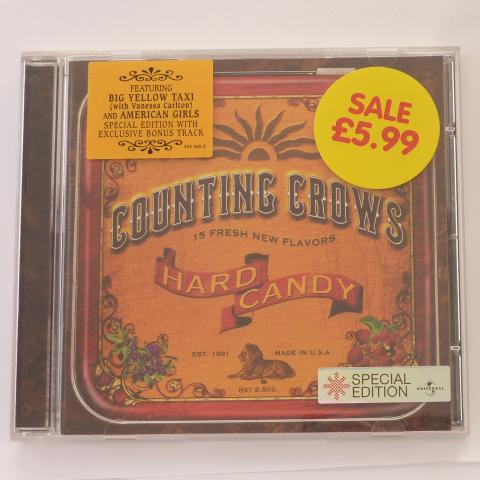 FEATURING
BIG YELLOW TAXI
(with Vanessa Carlton)
AND AMERICAN GIRLS
SPECIAL EDITION WITH
EXCLUSIVE BONUS TRACK
SALE
£5.99
COUNTING CROWS
15 FRESH NEW FLAVORS
HARD
CANDY
EST. 1991
MADE IN U.S.A
NET 2.5OZ.
SPECIAL
EDITION
UNIVERSAL